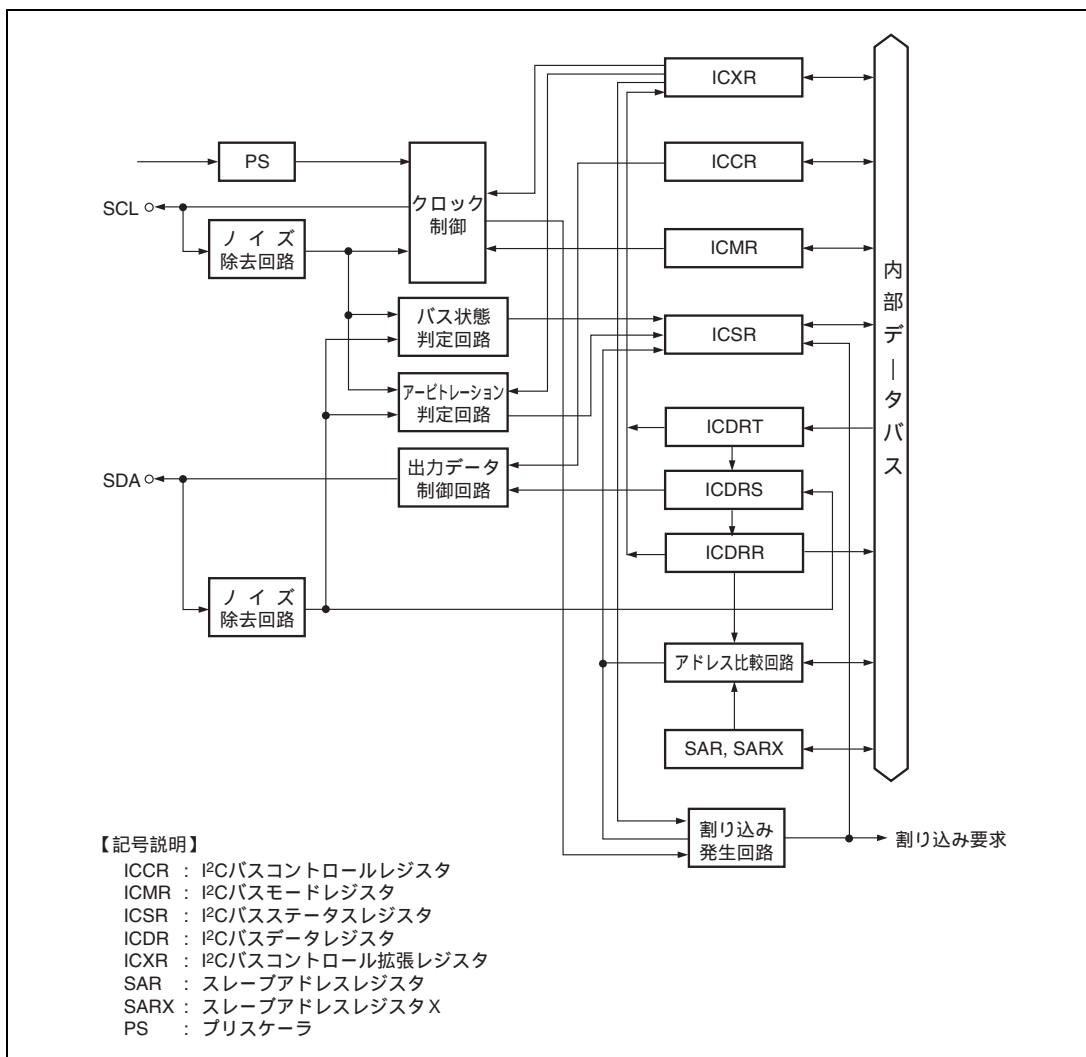 ICXR
PS
ICCR
SCL
クロック
制御
ノイズ
除去回路
ICMR
内部データバス
バス状態
判定回路
ICSR
アービトレーション
判定回路
ICDRT
SDA
出力データ
制御回路
ICDRS
ICDRR
ノイズ
除去回路
アドレス比較回路
SAR, SARX
割り込み
発生回路
割り込み要求
【記号説明】
ICCR : I²Cバスコントロールレジスタ
ICMR : I²Cバスモードレジスタ
ICSR : I²Cバスステータスレジスタ
ICDR : I²Cバスデータレジスタ
ICXR : I²Cバスコントロール拡張レジスタ
SAR : スレーブアドレスレジスタ
SARX : スレーブアドレスレジスタX
PS : プリスケーラ